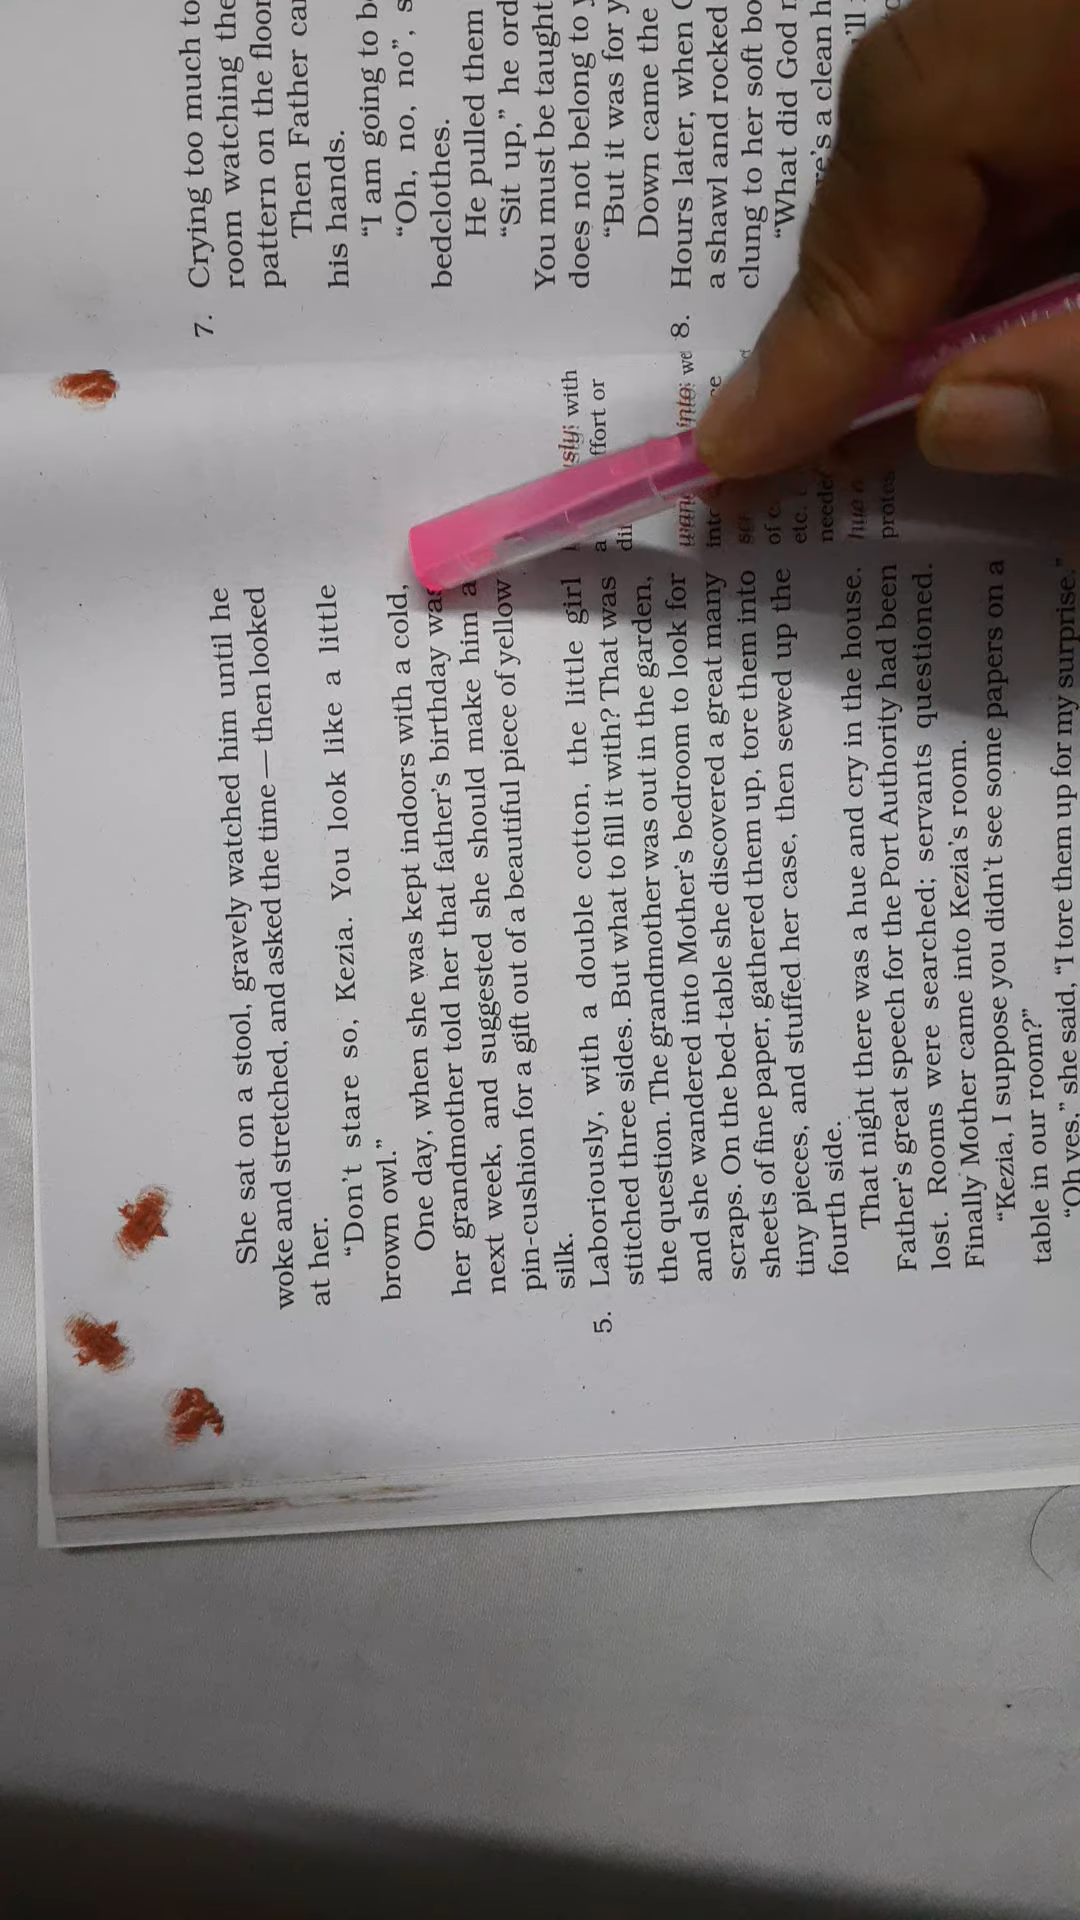 She sat on a stool, gravely watched him until he
woke and stretched, and asked the time—then looked
at her.
“Don’t stare so, Kezia. You look like a little
brown owl.”
One day, when she was kept indoors with a cold,
her grandmother told her that father’s birthday was
next week, and suggested she should make him a
pin-cushion for a gift out of a beautiful piece of yellow
silk.
5. Laboriously, with a double cotton, the little girl
stitched three sides. But what to fill it with? That was
the question. The grandmother was out in the garden,
and she wandered into Mother’s bedroom to look for
scraps. On the bed-table she discovered a great many
sheets of fine paper, gathered them up, tore them into
tiny pieces, and stuffed her case, then sewed up the
fourth side.
That night there was a hue and cry in the house.
Father’s great speech for the Port Authority had been
lost. Rooms were searched; servants questioned.
Finally Mother came into Kezia’s room.
“Kezia, I suppose you didn’t see some papers on a
table in our room?”
“Oh yes,” she said, “I tore them up for my surprise.”
with
a
into: we
of
etc.
hue
7. Crying too much to
room watching the
pattern on the floor
Then Father
his hands.
“I am going to
“Oh, no, no”,
bedclothes.
He pulled them
“Sit up,” he
You must be taught
does not belong to
“But it was for
Down came the
8. Hours later, when
a shawl and rocked
clung to her soft
“What did God
a clean